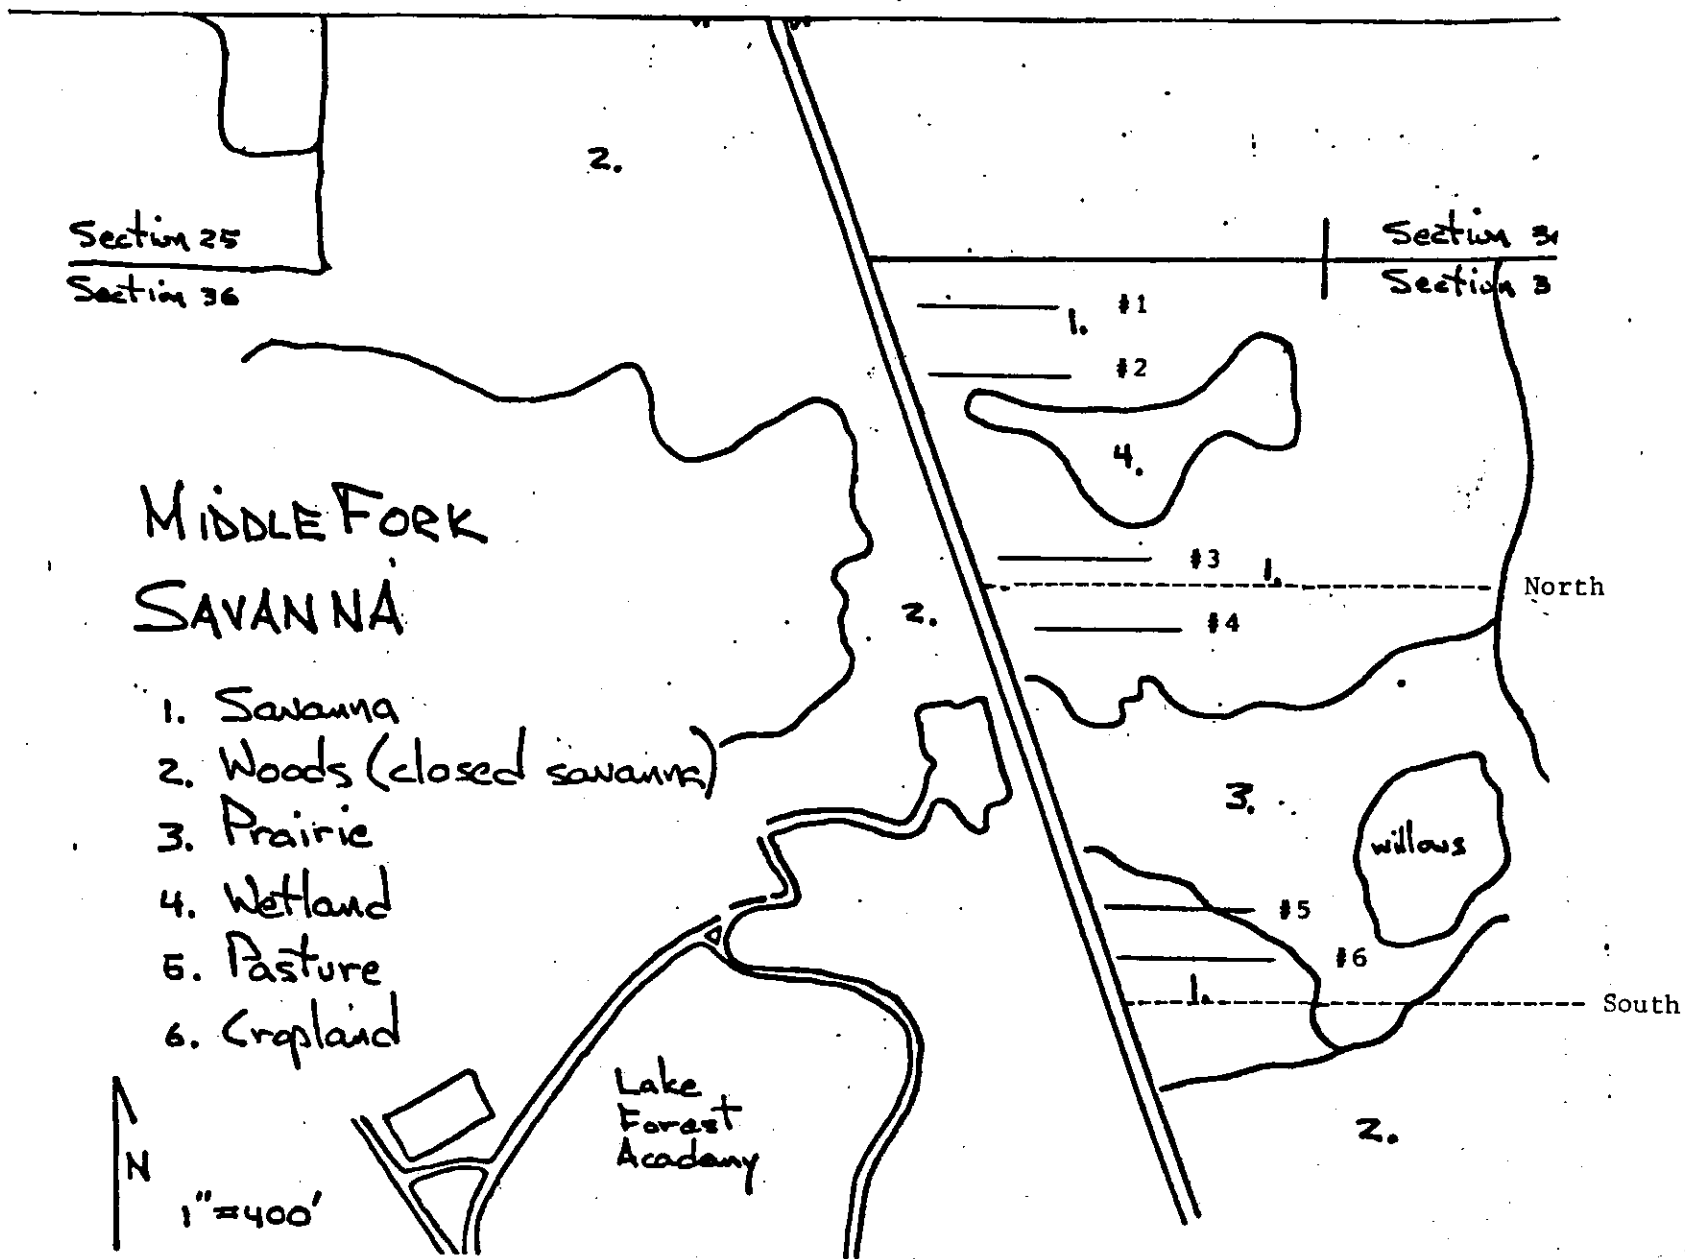 2.
Section 25
Section 36
Section 3
Section 3
#1
1.
#2
4.
MIDDLE FORK
SAVANNA
#3
1.
North
2.
#4
1. Savanna
2. Woods (closed savanna)
3. Prairie
4. Wetland
5. Pasture
6. Cropland
3.
willows
#5
#6
1.
South
Lake
Forest
Academy
2.
N
1"=400'